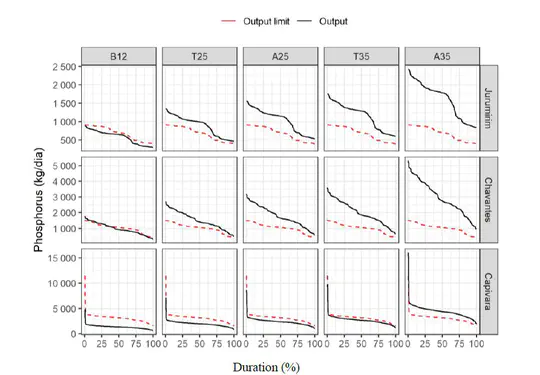 Output limit Output
B12 T25 A25 T35 A35
2 500
2 000
1 500
1 000
500
Jurumirim
5 000
4 000
3 000
2 000
1 000
Chavantes
15 000
10 000
5 000
0
Capivara
Phosphorus (kg/dia)
0 25 50 75 100 0 25 50 75 100 0 25 50 75 100 0 25 50 75 100 0 25 50 75 100
Duration (%)